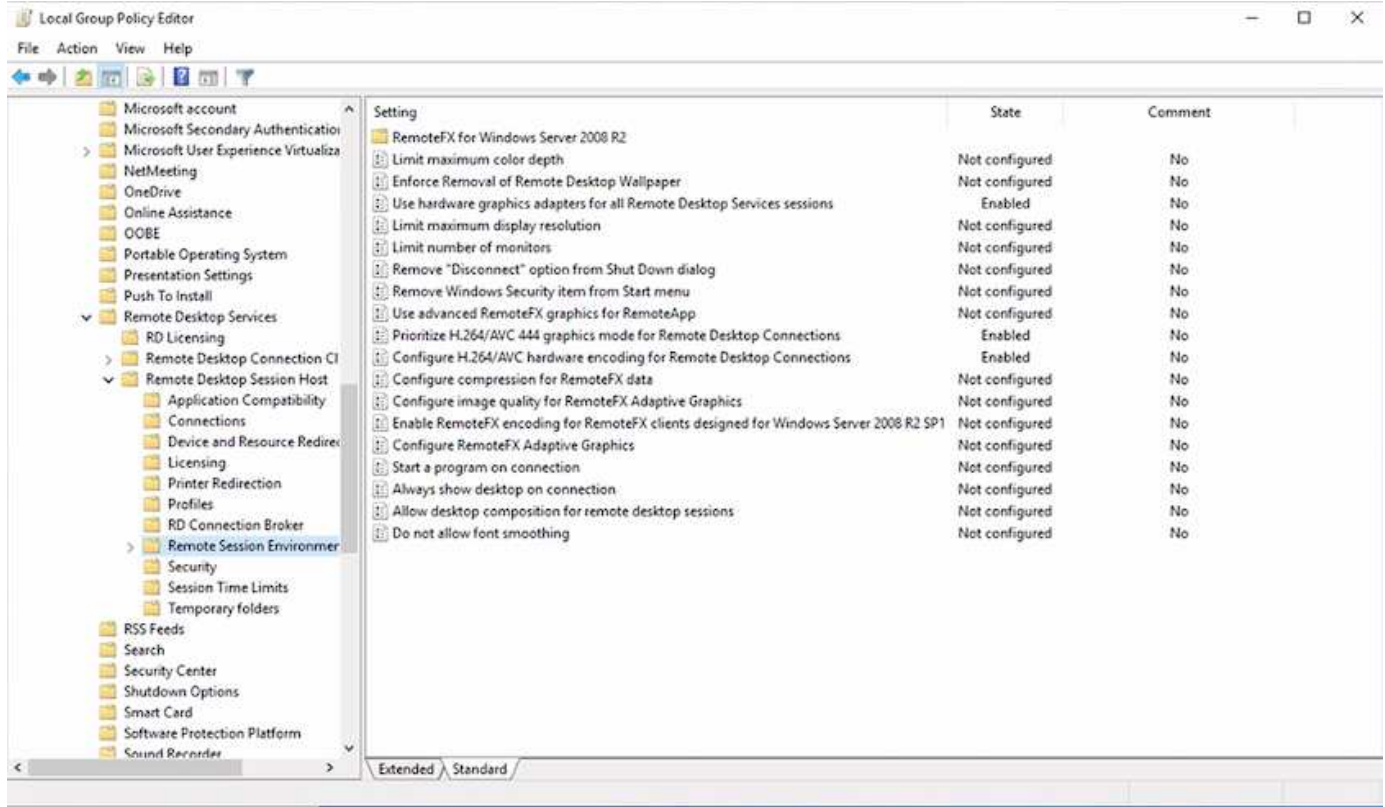 Local Group Policy Editor
File Action View Help
Microsoft account
Microsoft Secondary Authentication
Microsoft User Experience Virtualiza
NetMeeting
OneDrive
Online Assistance
OOBE
Portable Operating System
Presentation Settings
Push To Install
Remote Desktop Services
RD Licensing
Remote Desktop Connection Cl
Remote Desktop Session Host
Application Compatibility
Connections
Device and Resource Redirec
Licensing
Printer Redirection
Profiles
RD Connection Broker
Remote Session Environmen
Security
Session Time Limits
Temporary folders
RSS Feeds
Search
Security Center
Shutdown Options
Smart Card
Software Protection Platform
Sound Recorder
Setting State Comment
RemoteFX for Windows Server 2008 R2
Limit maximum color depth Not configured No
Enforce Removal of Remote Desktop Wallpaper Not configured No
Use hardware graphics adapters for all Remote Desktop Services sessions Enabled No
Limit maximum display resolution Not configured No
Limit number of monitors Not configured No
Remove "Disconnect" option from Shut Down dialog Not configured No
Remove Windows Security item from Start menu Not configured No
Use advanced RemoteFX graphics for RemoteApp Not configured No
Prioritize H.264/AVC 444 graphics mode for Remote Desktop Connections Enabled No
Configure H.264/AVC hardware encoding for Remote Desktop Connections Enabled No
Configure compression for RemoteFX data Not configured No
Configure image quality for RemoteFX Adaptive Graphics Not configured No
Enable RemoteFX encoding for RemoteFX clients designed for Windows Server 2008 R2 SP1 Not configured No
Configure RemoteFX Adaptive Graphics Not configured No
Start a program on connection Not configured No
Always show desktop on connection Not configured No
Allow desktop composition for remote desktop sessions Not configured No
Do not allow font smoothing Not configured No
Extended Standard